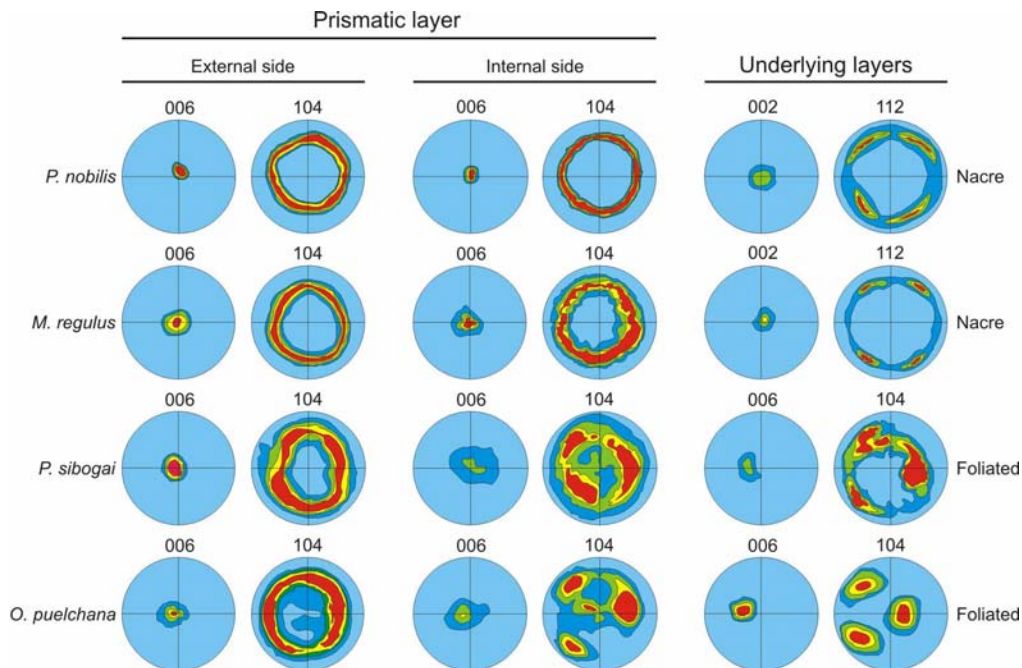 Prismatic layer
External side
Internal side
Underlying layers
006 104 006 104 002 112
P. nobilis
Nacre
006 104 006 104 002 112
M. regulus
Nacre
006 104 006 104 006 104
P. sibogai
Foliated
006 104 006 104 006 104
O. puelchana
Foliated